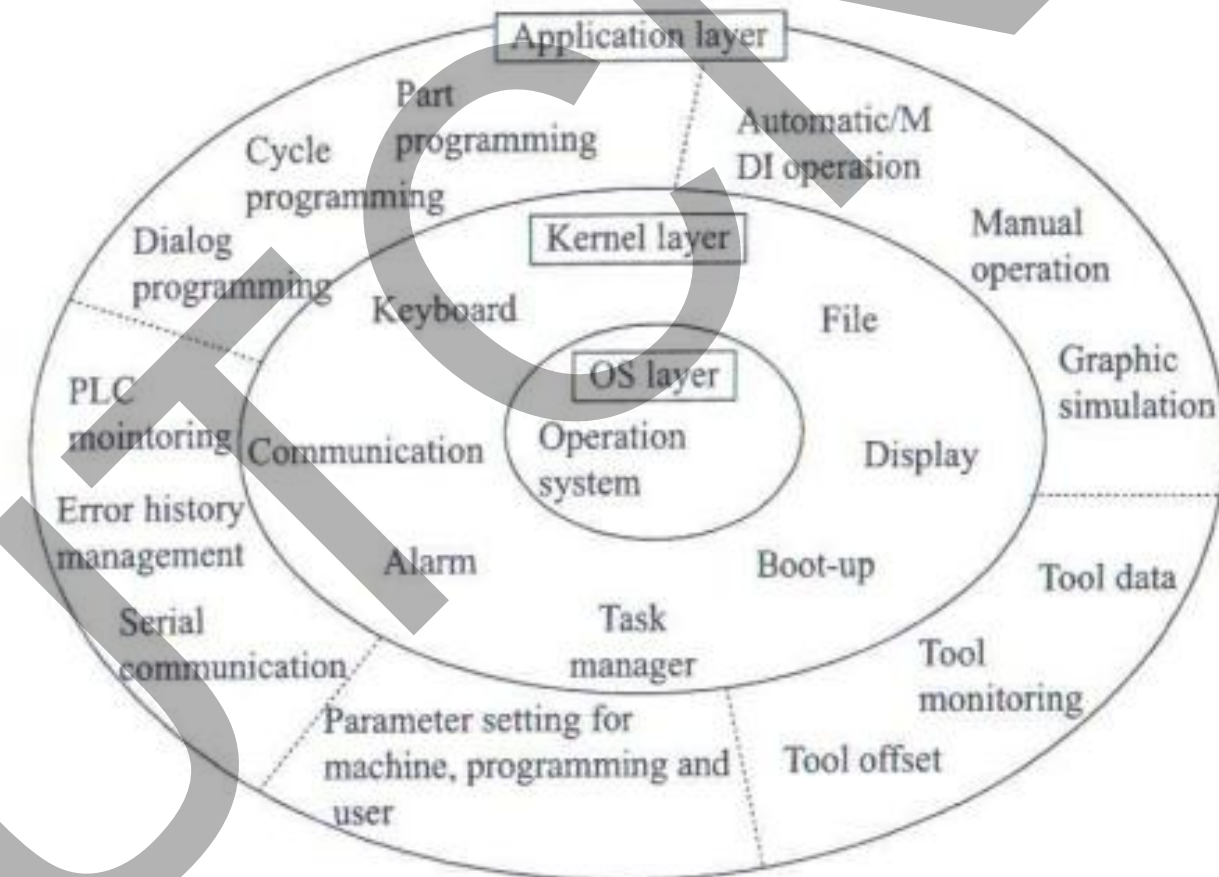 Application layer
Part
programming
Cycle
programming
Dialog
programming
Automatic/M
DI operation
Manual
operation
Graphic
simulation
Kernel layer
Keyboard
File
OS layer
Operation
system
Communication
Display
Alarm
Boot-up
Task
manager
PLC
mointoring
Error history
management
Serial
communication
Parameter setting for
machine, programming and
user
Tool data
Tool
monitoring
Tool offset